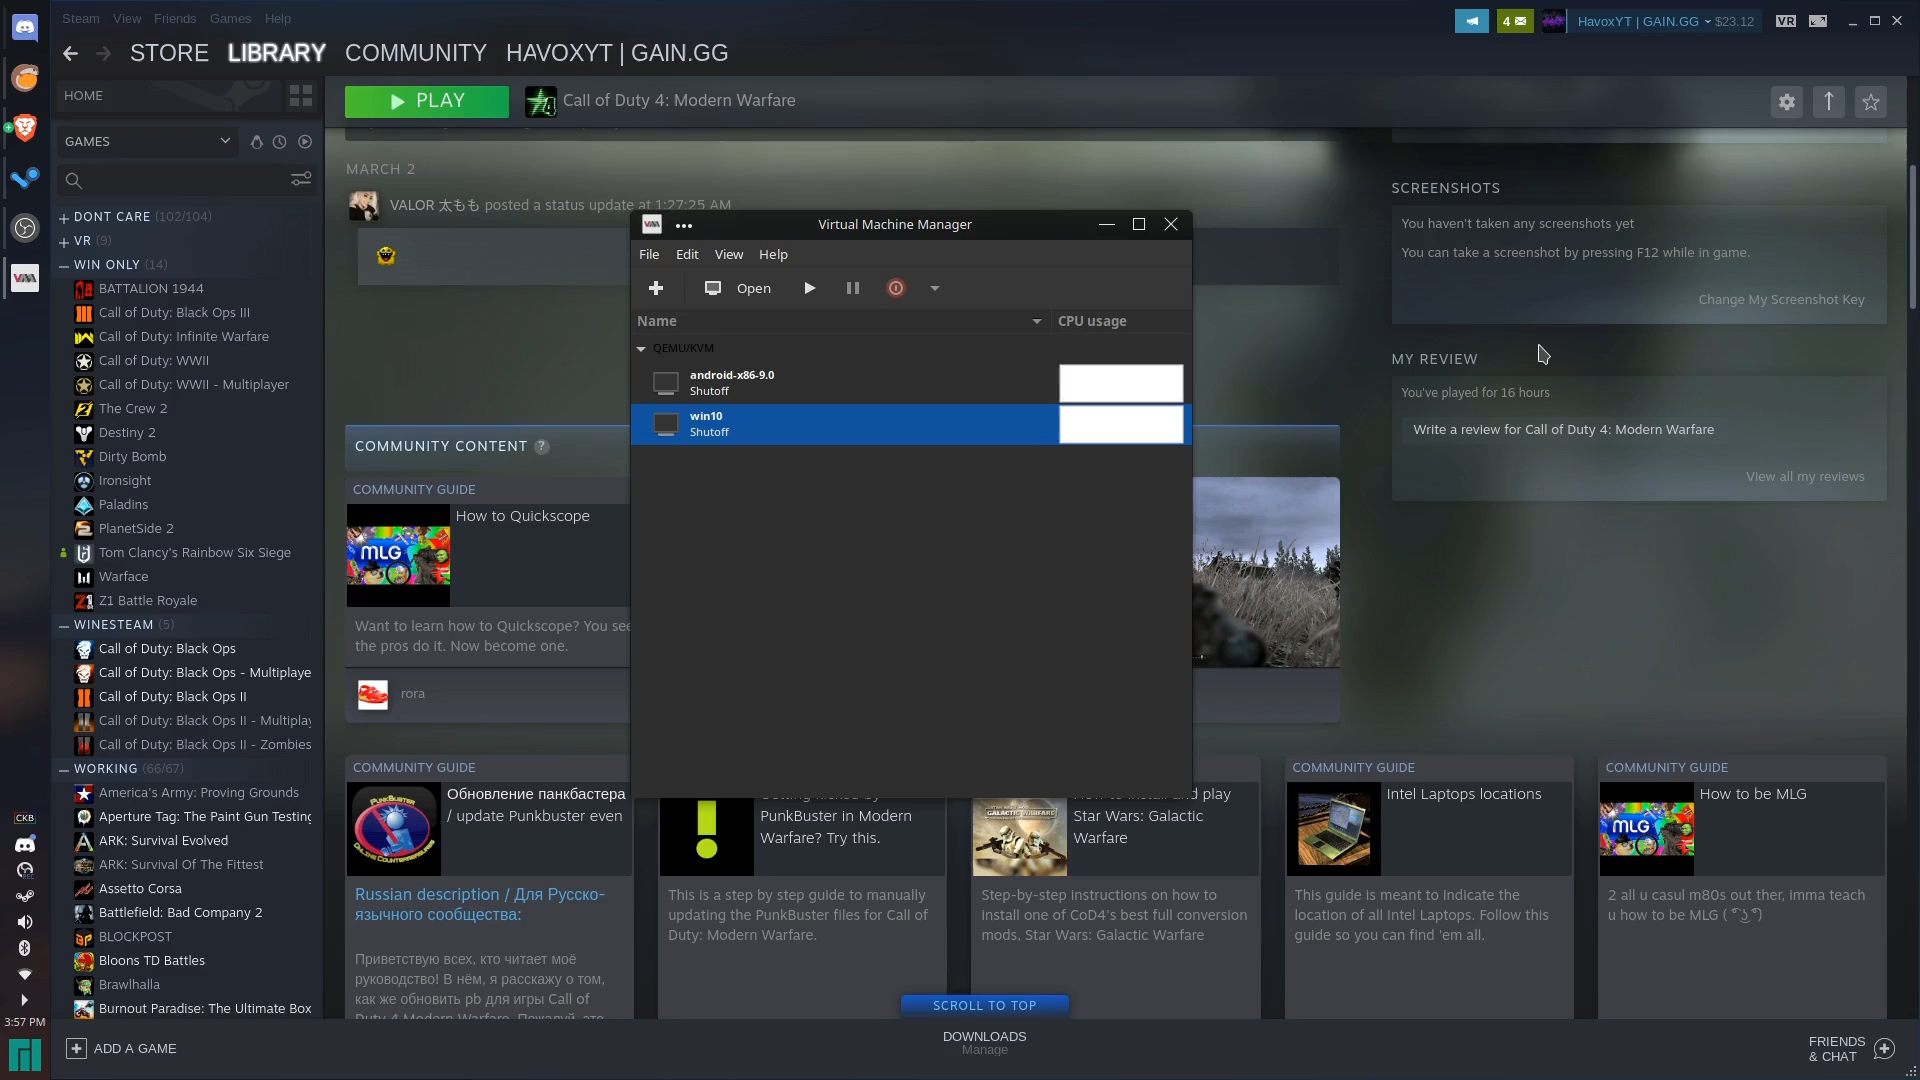 Steam View Friends Games Help
4
HavoxYT | GAIN.GG $23.12
VR
STORE LIBRARY COMMUNITY HAVOXYT | GAIN.GG
HOME
GAMES
+ DONT CARE (102/104)
+ VR (9)
— WIN ONLY (14)
BATTALION 1944
Call of Duty: Black Ops III
Call of Duty: Infinite Warfare
Call of Duty: WWII
Call of Duty: WWII - Multiplayer
The Crew 2
Destiny 2
Dirty Bomb
Ironsight
Paladins
PlanetSide 2
Tom Clancy's Rainbow Six Siege
Warface
Z1 Battle Royale
— WINESTEAM (5)
Call of Duty: Black Ops
Call of Duty: Black Ops - Multiplaye
Call of Duty: Black Ops II
Call of Duty: Black Ops II - Multiplay
Call of Duty: Black Ops II - Zombies
— WORKING (66/67)
America's Army: Proving Grounds
Aperture Tag: The Paint Gun Testing
ARK: Survival Evolved
ARK: Survival Of The Fittest
Assetto Corsa
Battlefield: Bad Company 2
BLOCKPOST
Bloons TD Battles
Brawlhalla
Burnout Paradise: The Ultimate Box
CKB
3:57 PM
PLAY
Call of Duty 4: Modern Warfare
MARCH 2
VALOR 太もも posted a status update at 1:27:25 AM
Virtual Machine Manager
File Edit View Help
Open
Name CPU usage
QEMU/KVM
android-x86-9.0
Shutoff
win10
Shutoff
SCREENSHOTS
You haven't taken any screenshots yet
You can take a screenshot by pressing F12 while in game.
Change My Screenshot Key
MY REVIEW
You've played for 16 hours
Write a review for Call of Duty 4: Modern Warfare
View all my reviews
COMMUNITY CONTENT ?
COMMUNITY GUIDE
MLG
How to Quickscope
Want to learn how to Quickscope? You see
the pros do it. Now become one.
rora
COMMUNITY GUIDE
PUNKBUSTER
ONLINE COUNTERMEASURES
Обновление панкбастера
/ update Punkbuster even
Russian description / Для Русско-
язычного сообщества:
Приветствую всех, кто читает моё
руководство! В нём, я расскажу о том,
как же обновить pb для игры Call of
Duty 4 Modern Warfare. Пожалуй, это
Getting kicked by
PunkBuster in Modern
Warfare? Try this.
This is a step by step guide to manually
updating the PunkBuster files for Call of
Duty: Modern Warfare.
GALACTIC WARFARE
How to install and play
Star Wars: Galactic
Warfare
Step-by-step instructions on how to
install one of CoD4's best full conversion
mods, Star Wars: Galactic Warfare
COMMUNITY GUIDE
Intel Laptops locations
This guide is meant to indicate the
location of all Intel Laptops. Follow this
guide so you can find 'em all.
COMMUNITY GUIDE
MLG
How to be MLG
2 all u casul m80s out ther, imma teach
u how to be MLG ( ͡° ͜ʖ ͡°)
SCROLL TO TOP
ADD A GAME
DOWNLOADS
Manage
FRIENDS
& CHAT